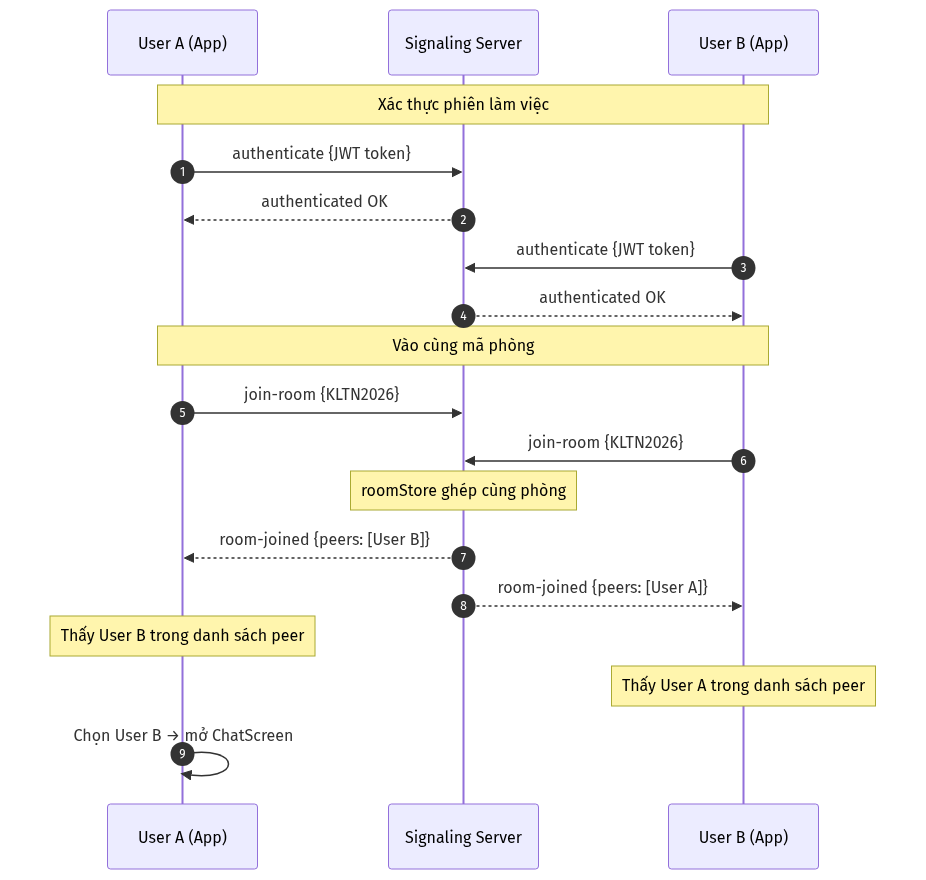 User A (App)
Signaling Server
User B (App)
Xác thực phiên làm việc
authenticate {JWT token}
1
authenticated OK
2
authenticate {JWT token}
3
authenticated OK
4
Vào cùng mã phòng
join-room {KLTN2026}
5
join-room {KLTN2026}
6
roomStore ghép cùng phòng
room-joined {peers: [User B]}
7
room-joined {peers: [User A]}
8
Thấy User B trong danh sách peer
Thấy User A trong danh sách peer
Chọn User B → mở ChatScreen
9
User A (App)
Signaling Server
User B (App)